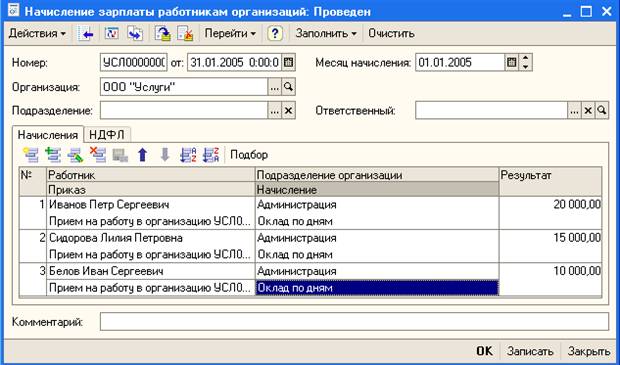 Начисление зарплаты работникам организаций: Проведен
Действия Перейти ? Заполнить Очистить
Номер: УСЛ0000000 от: 31.01.2005 0:00:0 Месяц начисления: 01.01.2005
Организация: ООО "Услуги"
Подразделение: Ответственный:
Начисления НДФЛ
Подбор
№ Работник Подразделение организации Результат
Приказ Начисление
1 Иванов Петр Сергеевич Администрация 20 000,00
Прием на работу в организацию УСЛ0... Оклад по дням
2 Сидорова Лилия Петровна Администрация 15 000,00
Прием на работу в организацию УСЛ0... Оклад по дням
3 Белов Иван Сергеевич Администрация 10 000,00
Прием на работу в организацию УСЛ0... Оклад по дням
Комментарий:
OK Записать Закрыть